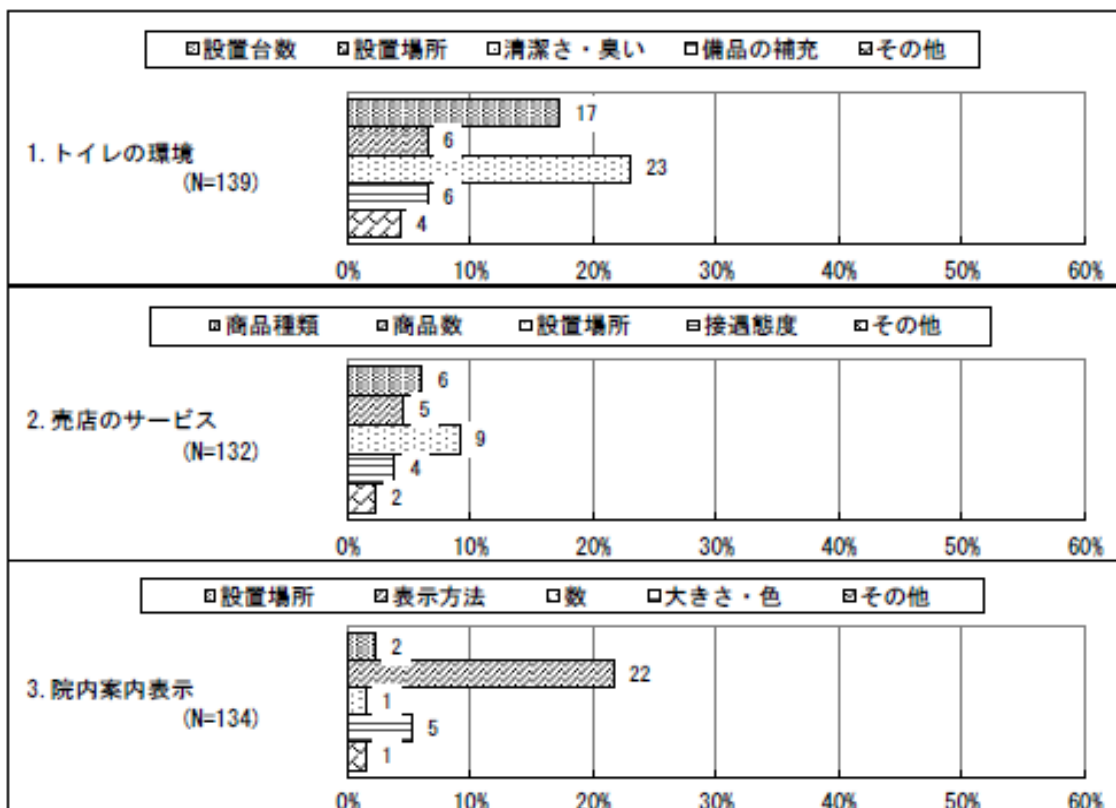 設置台数 設置場所 清潔さ・臭い 備品の補充 その他
17
6
1. トイレの環境
23
(N=139)
6
4
0% 10% 20% 30% 40% 50% 60%
商品種類 商品数 設置場所 接遇態度 その他
6
5
2. 売店のサービス
9
(N=132)
4
2
0% 10% 20% 30% 40% 50% 60%
設置場所 表示方法 数 大きさ・色 その他
2
22
3. 院内案内表示
1
(N=134)
5
1
0% 10% 20% 30% 40% 50% 60%